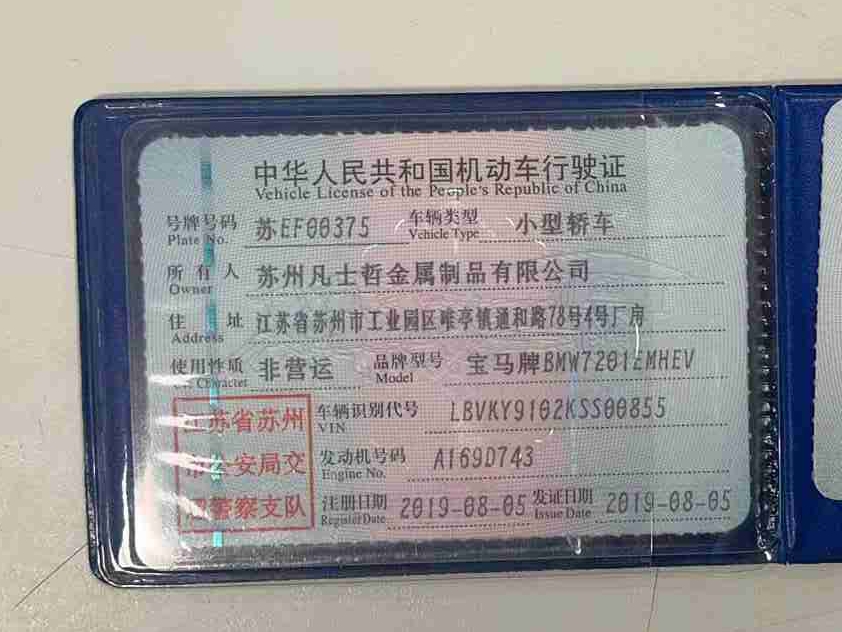 中华人民共和国机动车行驶证
Vehicle License of the People's Republic of China
号牌号码 苏EF00375 车辆类型 小型轿车
Plate No. Vehicle Type
所有人 苏州凡士哲金属制品有限公司
Owner
住址 江苏省苏州市工业园区唯亭镇通和路78号4号厂房
Address
使用性质 非营运 品牌型号 宝马牌BMW7201ZMHEV
Use Character Model
江苏省苏州 车辆识别代号 LBVKY9102KSS00855
VIN
市公安局交 发动机号码 A169D743
Engine No.
通警察支队 注册日期 2019-08-05 发证日期 2019-08-05
Register Date Issue Date